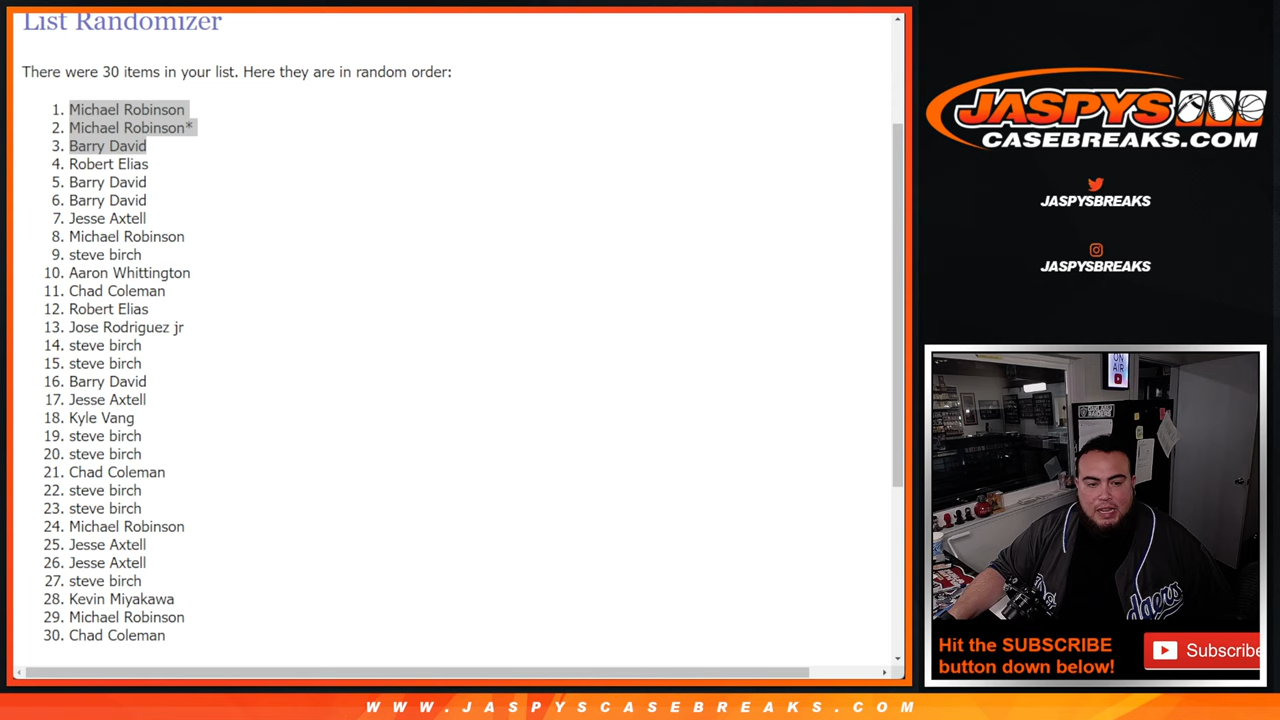 List Randomizer
There were 30 items in your list. Here they are in random order:
1. Michael Robinson
2. Michael Robinson*
3. Barry David
4. Robert Elias
5. Barry David
6. Barry David
7. Jesse Axtell
8. Michael Robinson
9. steve birch
10. Aaron Whittington
11. Chad Coleman
12. Robert Elias
13. Jose Rodriguez jr
14. steve birch
15. steve birch
16. Barry David
17. Jesse Axtell
18. Kyle Vang
19. steve birch
20. steve birch
21. Chad Coleman
22. steve birch
23. steve birch
24. Michael Robinson
25. Jesse Axtell
26. Jesse Axtell
27. steve birch
28. Kevin Miyakawa
29. Michael Robinson
30. Chad Coleman
JASPYS
CASEBREAKS.COM
JASPYSBREAKS
JASPYSBREAKS
ON
AIR
Hit the SUBSCRIBE
button down below!
Subscribe
WWW.JASPYSCASEBREAKS.COM